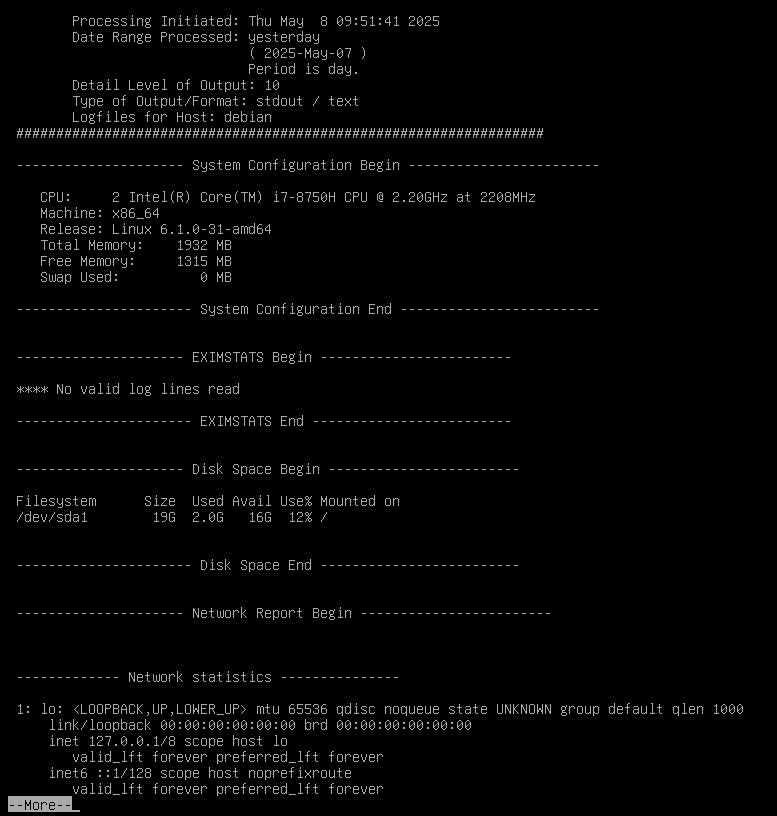 Processing Initiated: Thu May  8 09:51:41 2025
Date Range Processed: yesterday
( 2025-May-07 )
Period is day.
Detail Level of Output: 10
Type of Output/Format: stdout / text
Logfiles for Host: debian
##################################################################
--------------------- System Configuration Begin ------------------------
CPU:     2 Intel(R) Core(TM) i7-8750H CPU @ 2.20GHz at 2208MHz
Machine: x86_64
Release: Linux 6.1.0-31-amd64
Total Memory:    1932 MB
Free Memory:     1315 MB
Swap Used:          0 MB
---------------------- System Configuration End -------------------------
--------------------- EXIMSTATS Begin ------------------------
**** No valid log lines read
---------------------- EXIMSTATS End -------------------------
--------------------- Disk Space Begin ------------------------
Filesystem      Size  Used Avail Use% Mounted on
/dev/sda1        19G  2.0G   16G  12% /
---------------------- Disk Space End -------------------------
--------------------- Network Report Begin ------------------------
------------- Network statistics ---------------
1: lo: <LOOPBACK,UP,LOWER_UP> mtu 65536 qdisc noqueue state UNKNOWN group default qlen 1000
link/loopback 00:00:00:00:00:00 brd 00:00:00:00:00:00
inet 127.0.0.1/8 scope host lo
valid_lft forever preferred_lft forever
inet6 ::1/128 scope host noprefixroute
valid_lft forever preferred_lft forever
--More--